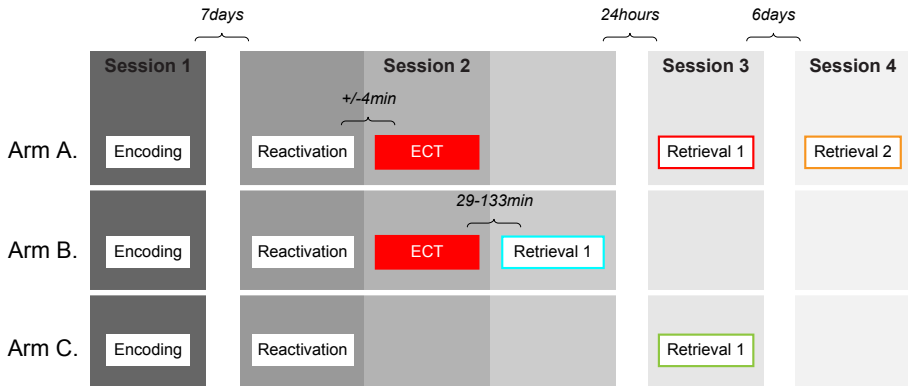 7days
24hours
6days
Session 1
Session 2
Session 3
Session 4
+/-4min
Arm A.
Encoding
Reactivation
ECT
Retrieval 1
Retrieval 2
29-133min
Arm B.
Encoding
Reactivation
ECT
Retrieval 1
Arm C.
Encoding
Reactivation
Retrieval 1